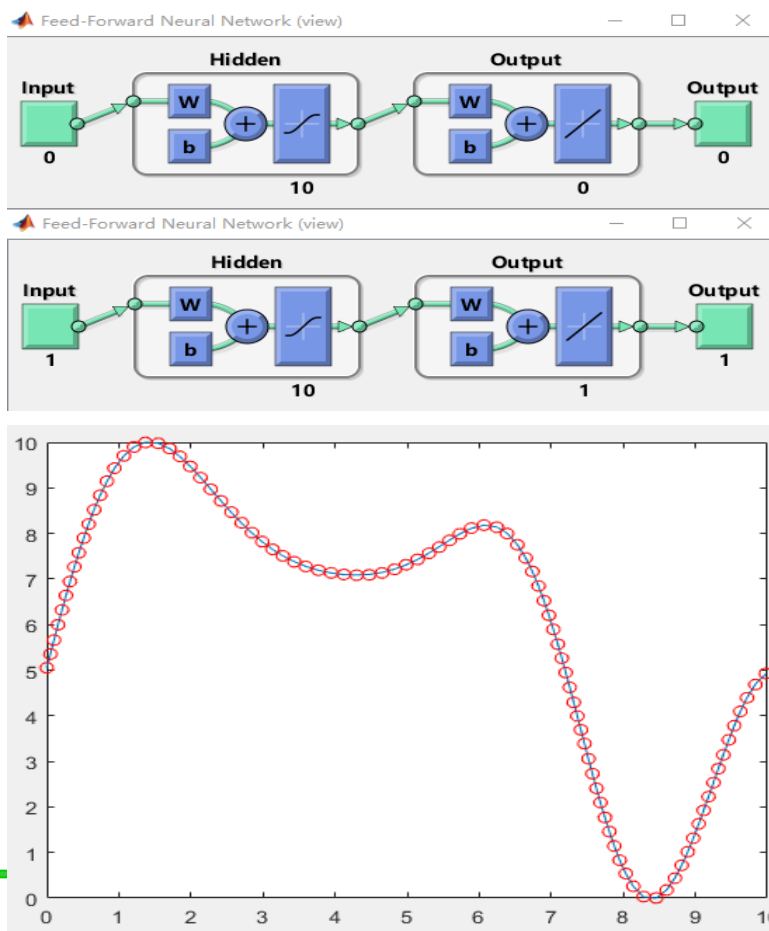 Feed-Forward Neural Network (view)
Hidden Output
Input Output
W W
b b
0 10 0 0
Feed-Forward Neural Network (view)
Hidden Output
Input Output
W W
b b
1 10 1 1
10
9
8
7
6
5
4
3
2
1
0
0 1 2 3 4 5 6 7 8 9